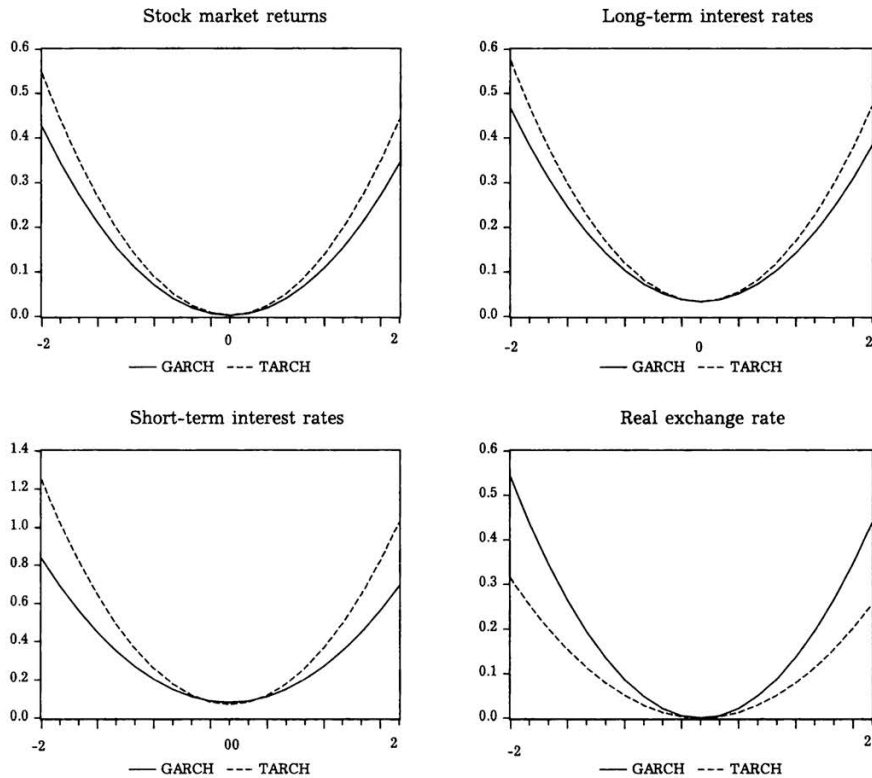 Stock market returns
0.6
0.5
0.4
0.3
0.2
0.1
0.0
-2 0 2
GARCH TARCH
Long-term interest rates
0.6
0.5
0.4
0.3
0.2
0.1
0.0
-2 0 2
GARCH TARCH
Short-term interest rates
1.4
1.2
1.0
0.8
0.6
0.4
0.2
0.0
-2 00 2
GARCH TARCH
Real exchange rate
0.6
0.5
0.4
0.3
0.2
0.1
0.0
-2 0 2
GARCH TARCH